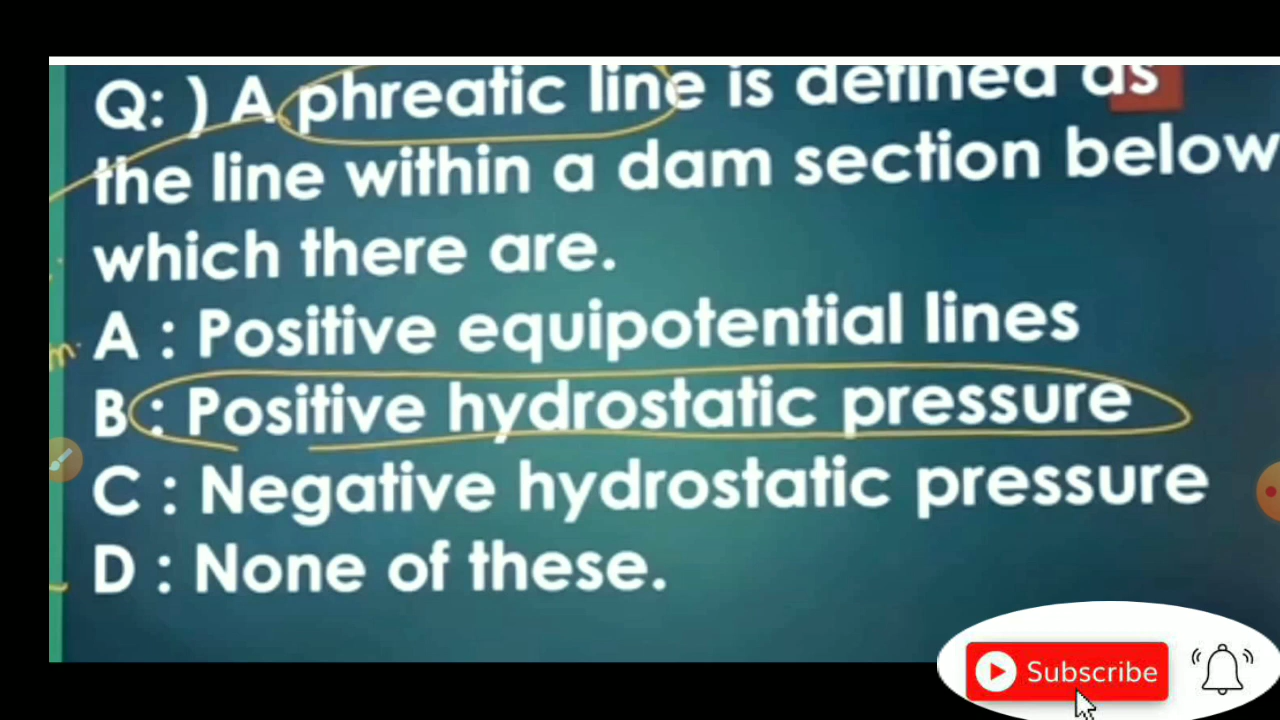 Q: ) A phreatic line is defined as
the line within a dam section below
which there are.
A : Positive equipotential lines
B : Positive hydrostatic pressure
C : Negative hydrostatic pressure
D : None of these.
Subscribe